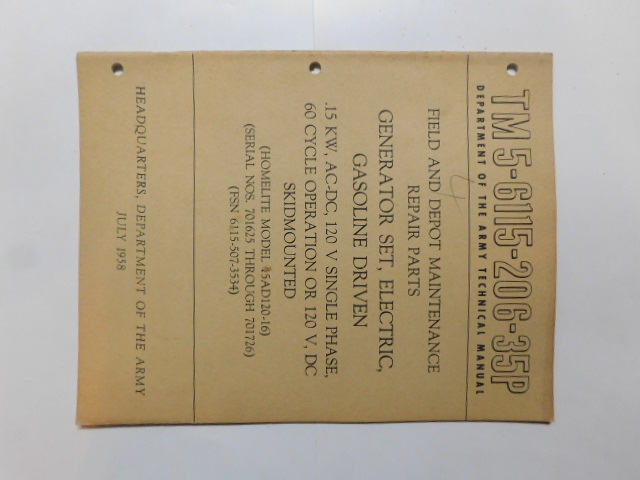 TM 5-6115-206-35P
DEPARTMENT OF THE ARMY TECHNICAL MANUAL
FIELD AND DEPOT MAINTENANCE
REPAIR PARTS
GENERATOR SET, ELECTRIC,
GASOLINE DRIVEN
.15 KW, AC-DC, 120 V SINGLE PHASE,
60 CYCLE OPERATION OR 120 V, DC
SKIDMOUNTED
(HOMELITE MODEL 45AD120-16)
(SERIAL NOS. 701625 THROUGH 701726)
(FSN 6115-507-3534)
HEADQUARTERS, DEPARTMENT OF THE ARMY
JULY 1958